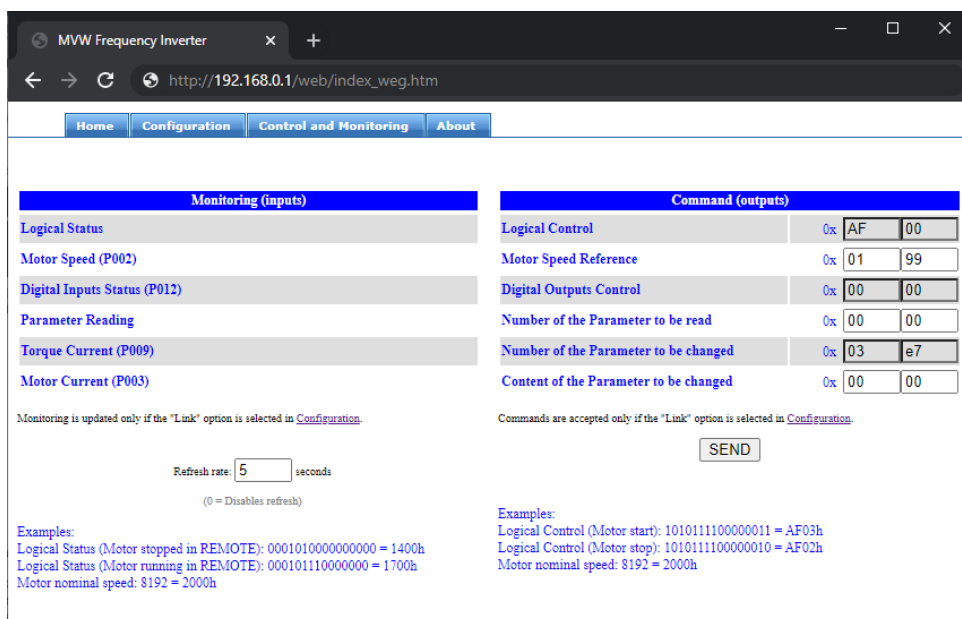 MVW Frequency Inverter
http://192.168.0.1/web/index_weg.htm
Home Configuration Control and Monitoring About
Monitoring (inputs)
Logical Status
Motor Speed (P002)
Digital Inputs Status (P012)
Parameter Reading
Torque Current (P009)
Motor Current (P003)
Monitoring is updated only if the "Link" option is selected in Configuration.
Refresh rate: 5 seconds
(0 = Disables refresh)
Examples:
Logical Status (Motor stopped in REMOTE): 0001010000000000 = 1400h
Logical Status (Motor running in REMOTE): 000101110000000 = 1700h
Motor nominal speed: 8192 = 2000h
Command (outputs)
Logical Control 0x AF 00
Motor Speed Reference 0x 01 99
Digital Outputs Control 0x 00 00
Number of the Parameter to be read 0x 00 00
Number of the Parameter to be changed 0x 03 e7
Content of the Parameter to be changed 0x 00 00
Commands are accepted only if the "Link" option is selected in Configuration.
SEND
Examples:
Logical Control (Motor start): 1010111100000011 = AF03h
Logical Control (Motor stop): 1010111100000010 = AF02h
Motor nominal speed: 8192 = 2000h